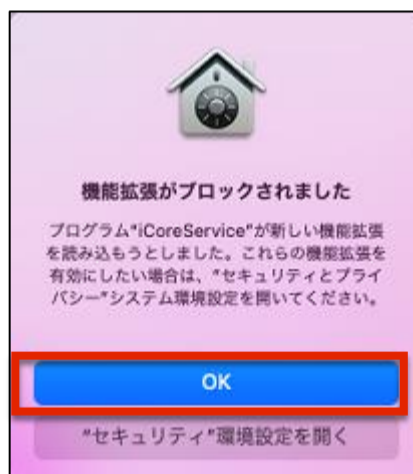 機能拡張がブロックされました
プログラム"iCoreService"が新しい機能拡張
を読み込もうとしました。これらの機能拡張を
有効にしたい場合は、"セキュリティとプライ
バシー"システム環境設定を開いてください。
OK
"セキュリティ"環境設定を開く